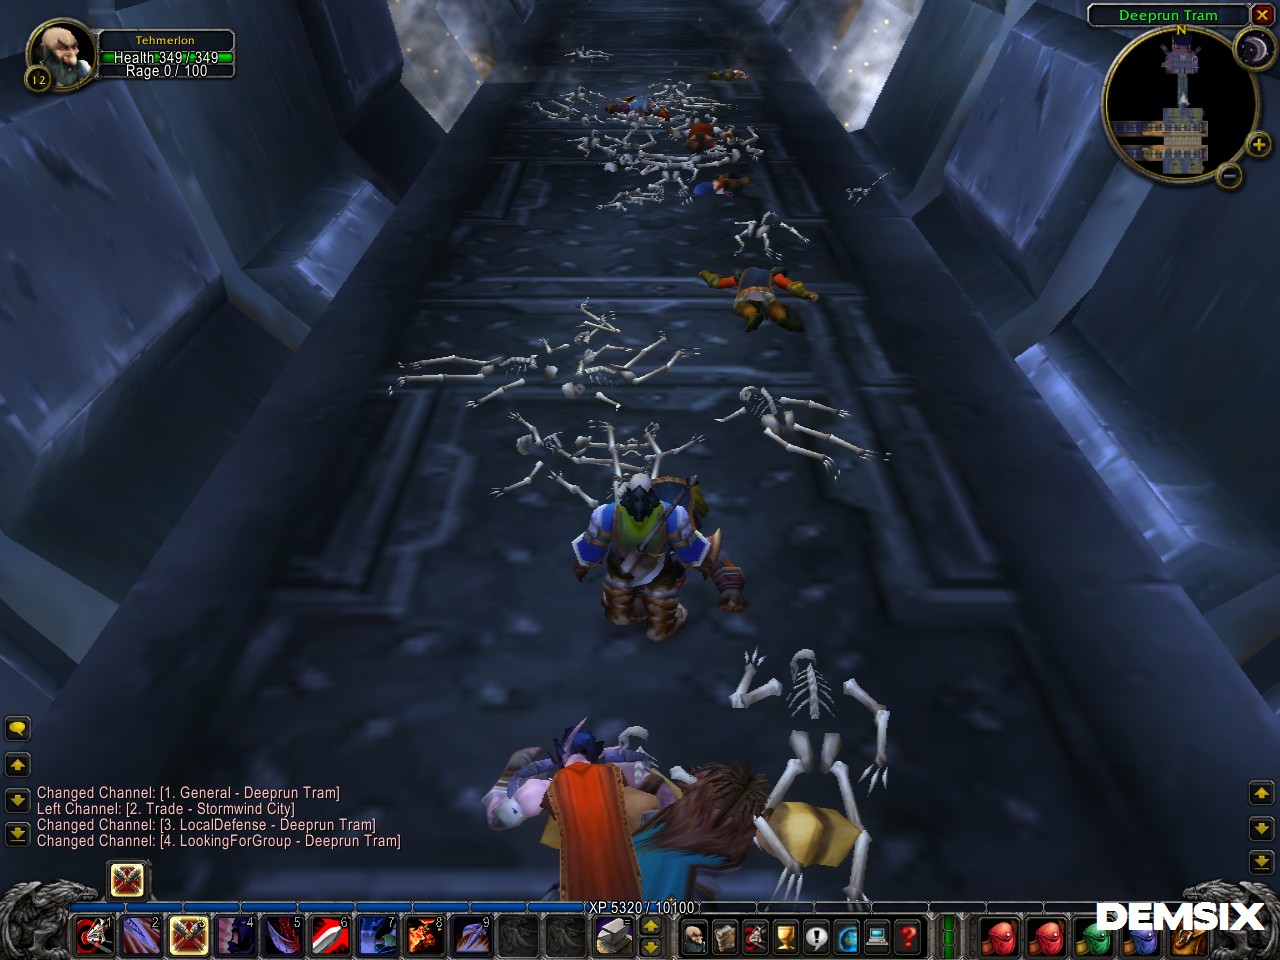 Tehmerlon
Health 349 / 349
Rage 0 / 100
12
Deeprun Tram
N
Changed Channel: [1. General - Deeprun Tram]
Left Channel: [2. Trade - Stormwind City]
Changed Channel: [3. LocalDefense - Deeprun Tram]
Changed Channel: [4. LookingForGroup - Deeprun Tram]
XP 5320 / 10100
1 2 3 4 5 6 7 8 9 =
DEMSIX